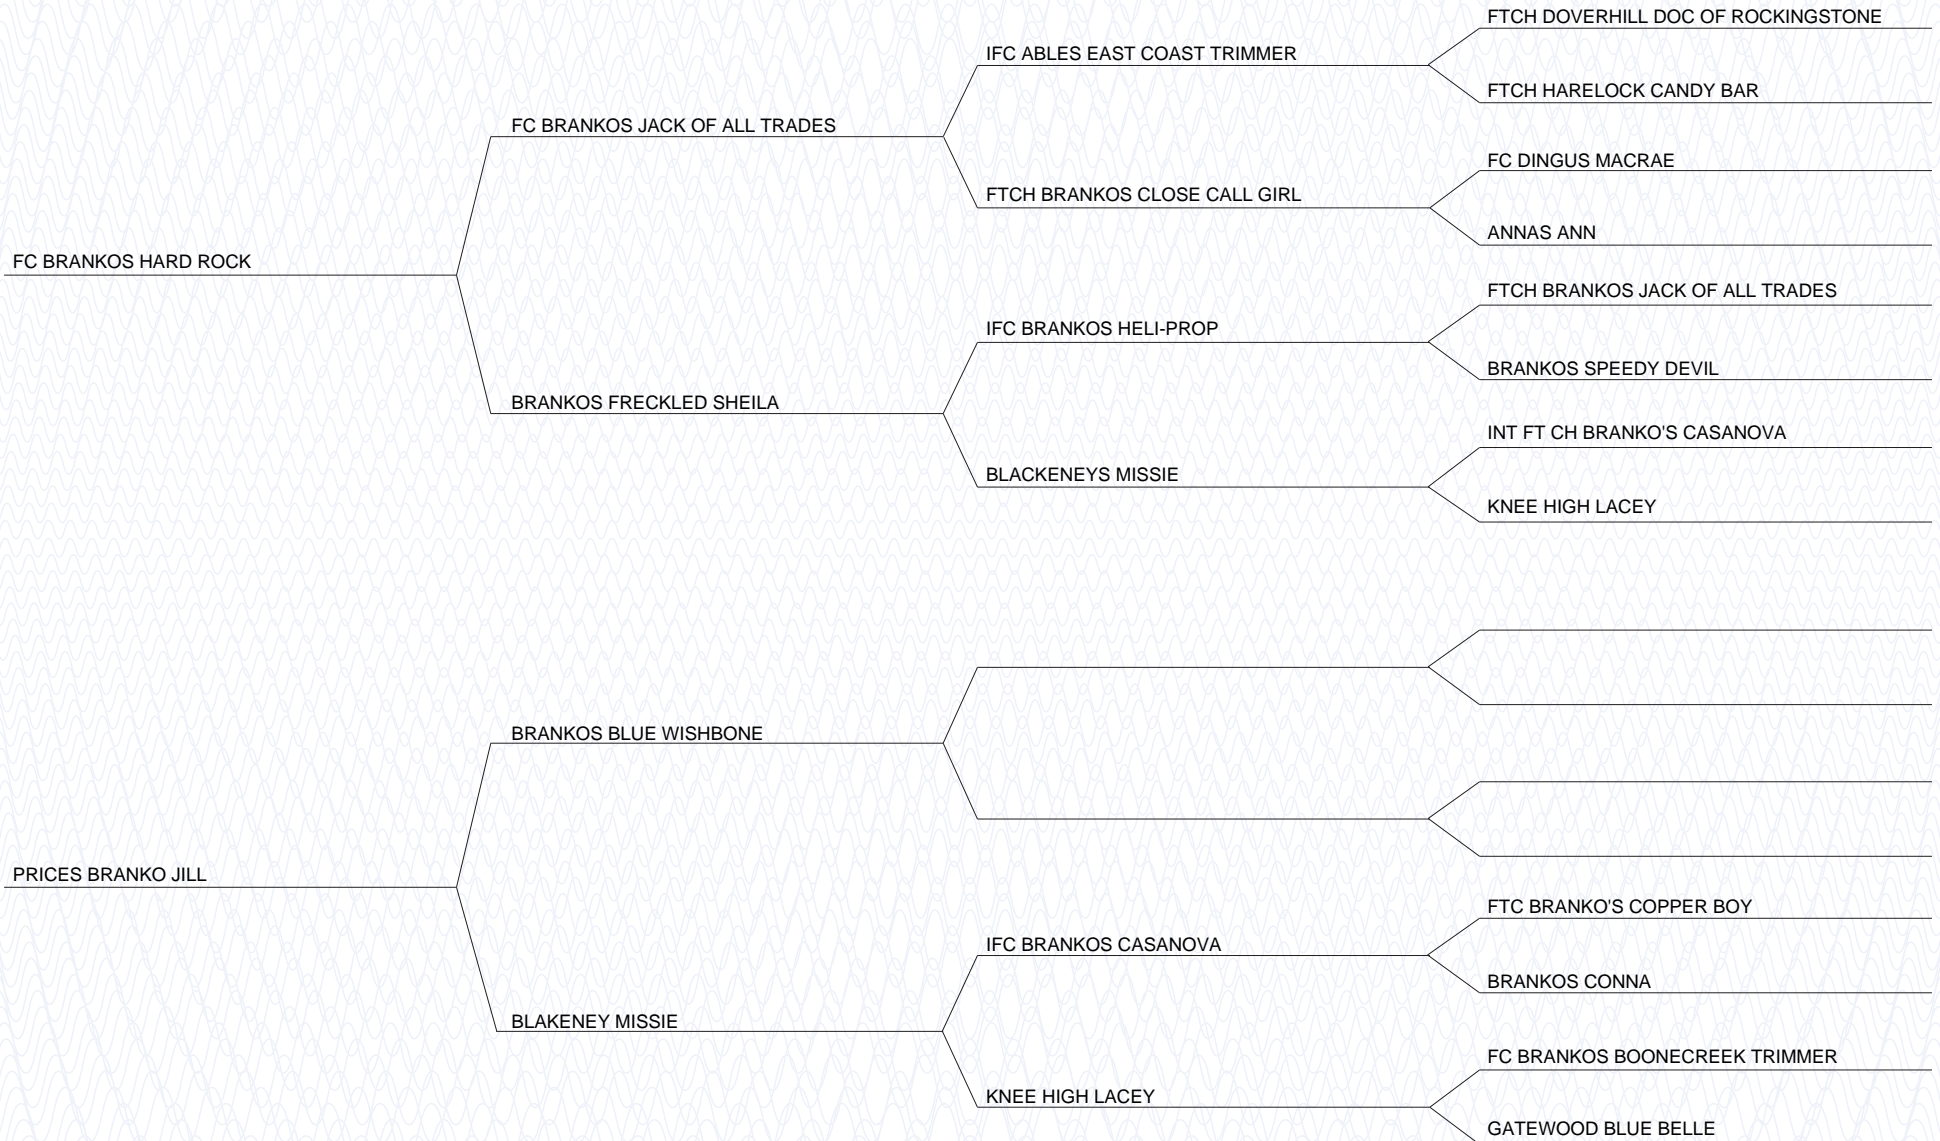 FTCH DOVERHILL DOC OF ROCKINGSTONE
IFC ABLES EAST COAST TRIMMER
FTCH HARELOCK CANDY BAR
FC BRANKOS JACK OF ALL TRADES
FC DINGUS MACRAE
FTCH BRANKOS CLOSE CALL GIRL
ANNAS ANN
FC BRANKOS HARD ROCK
FTCH BRANKOS JACK OF ALL TRADES
IFC BRANKOS HELI-PROP
BRANKOS SPEEDY DEVIL
BRANKOS FRECKLED SHEILA
INT FT CH BRANKO'S CASANOVA
BLACKENEYS MISSIE
KNEE HIGH LACEY
BRANKOS BLUE WISHBONE
PRICES BRANKO JILL
FTC BRANKO'S COPPER BOY
IFC BRANKOS CASANOVA
BRANKOS CONNA
BLAKENEY MISSIE
FC BRANKOS BOONECREEK TRIMMER
KNEE HIGH LACEY
GATEWOOD BLUE BELLE